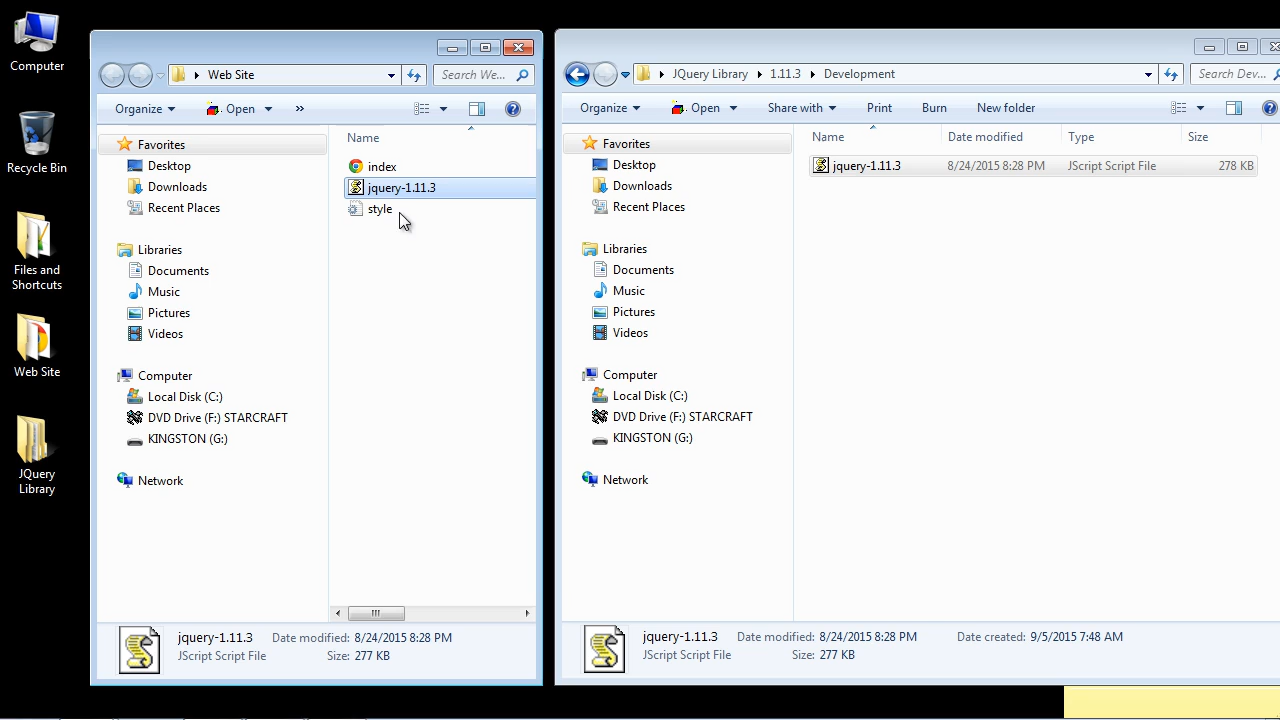 Computer
Recycle Bin
Files and
Shortcuts
Web Site
JQuery
Library
Web Site
Search We...
Organize
Open
»
Favorites
Desktop
Downloads
Recent Places
Libraries
Documents
Music
Pictures
Videos
Computer
Local Disk (C:)
DVD Drive (F:) STARCRAFT
KINGSTON (G:)
Network
Name
index
jquery-1.11.3
style
jquery-1.11.3 Date modified: 8/24/2015 8:28 PM
JScript Script File Size: 277 KB
JQuery Library 1.11.3 Development
Search Dev...
Organize
Open
Share with
Print
Burn
New folder
Favorites
Desktop
Downloads
Recent Places
Libraries
Documents
Music
Pictures
Videos
Computer
Local Disk (C:)
DVD Drive (F:) STARCRAFT
KINGSTON (G:)
Network
Name Date modified Type Size
jquery-1.11.3 8/24/2015 8:28 PM JScript Script File 278 KB
jquery-1.11.3 Date modified: 8/24/2015 8:28 PM Date created: 9/5/2015 7:48 AM
JScript Script File Size: 277 KB